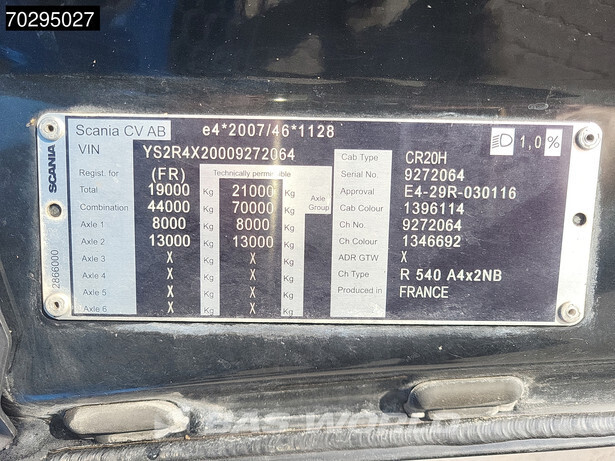 70295027
Scania CV AB e4*2007/46*1128 1,0%
VIN YS2R4X20009272064
Regist. for (FR) Technically permissible
Total 19000 Kg 21000 Kg Axle Group
Combination 44000 Kg 70000 Kg
Axle 1 8000 Kg 8000 Kg
Axle 2 13000 Kg 13000 Kg
Axle 3 X Kg X Kg
Axle 4 X Kg X Kg
Axle 5 X Kg X Kg
Axle 6 X Kg X Kg
Cab Type CR20H
Serial No. 9272064
Approval E4-29R-030116
Cab Colour 1396114
Ch No. 9272064
Ch.Colour 1346692
ADR GTW X
Ch Type R 540 A4x2NB
Produced in FRANCE
SCANIA
2866000
BAS WORLD